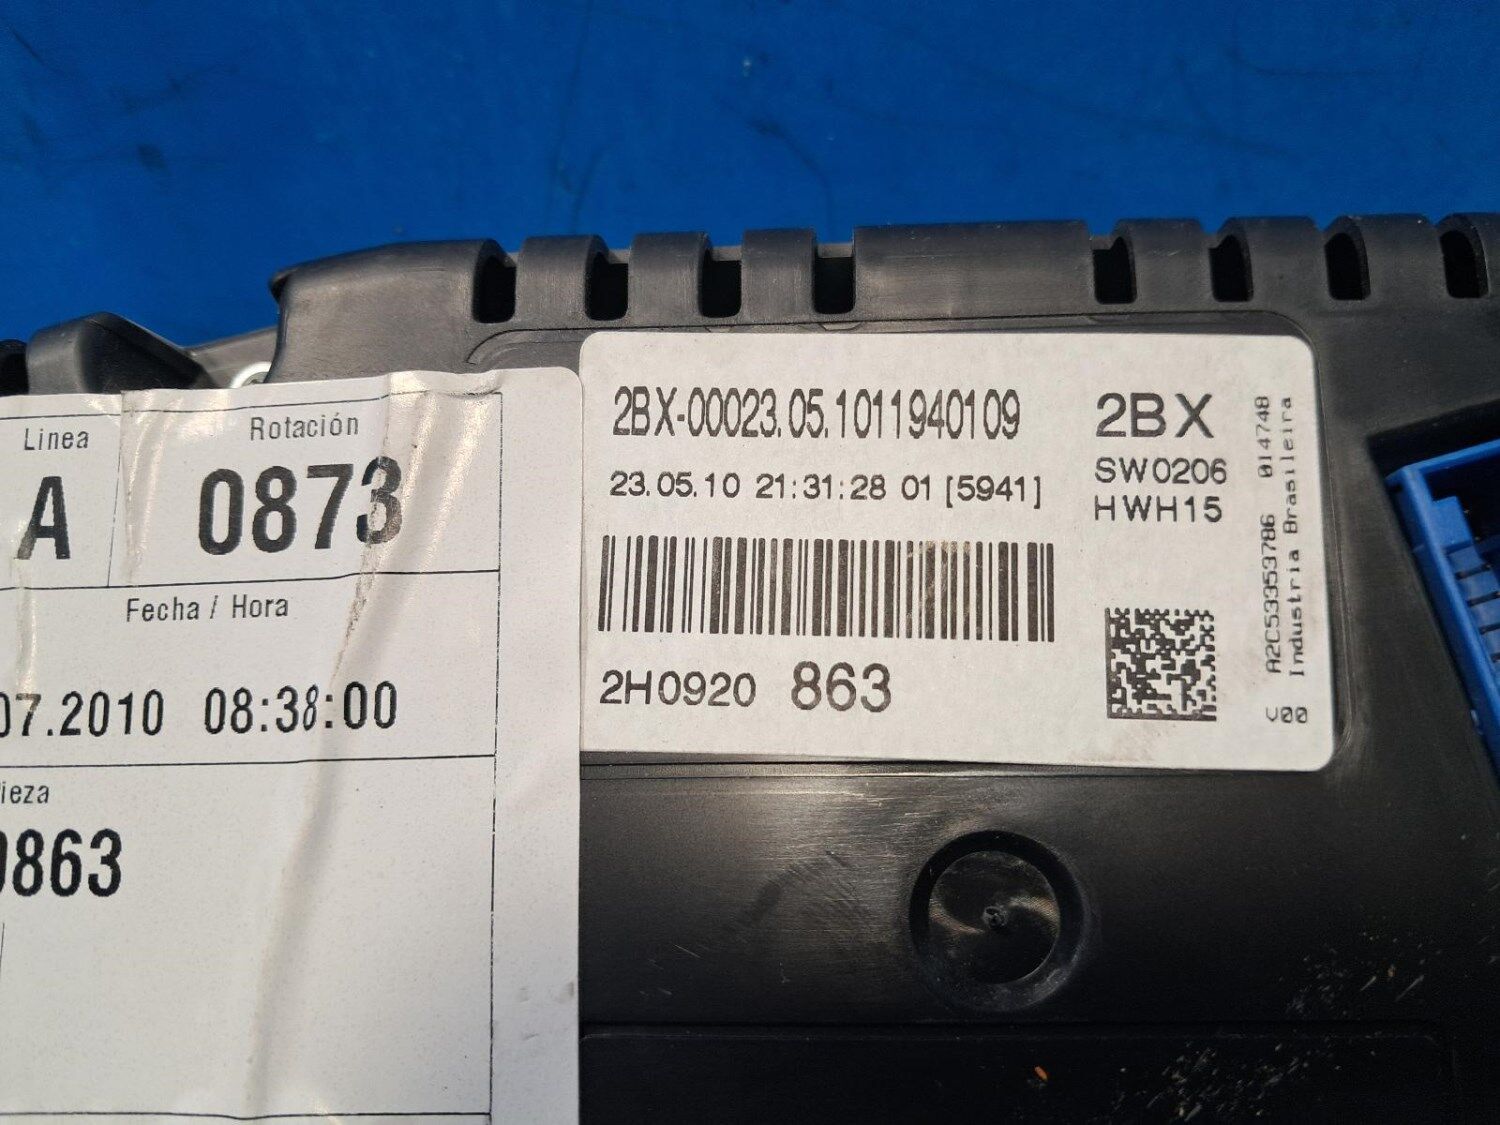 Linea
Rotación
A
0873
Fecha / Hora
07.2010 08:38:00
ieza
0863
2BX-00023.05.1011940109
23.05.10 21:31:28 01 [5941]
2H0920 863
2BX
SW0206
HWH15
A2C53353786 014748
V00 Industria Brasileira